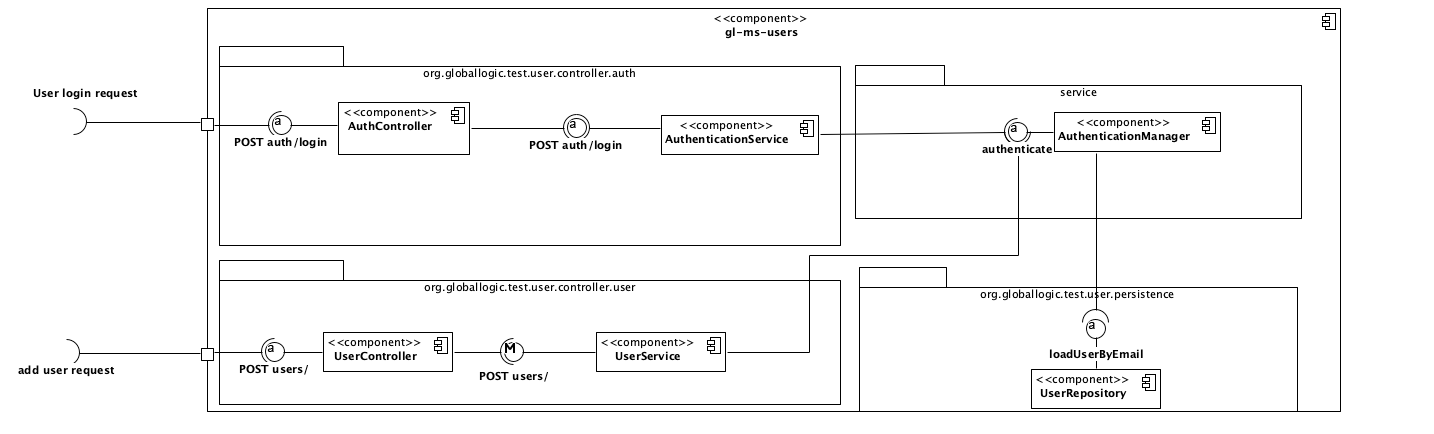 <<component>>
gl-ms-users
org.globallogic.test.user.controller.auth
User login request
a
POST auth/login
<<component>>
AuthController
a
POST auth/login
<<component>>
AuthenticationService
service
a
authenticate
<<component>>
AuthenticationManager
org.globallogic.test.user.controller.user
add user request
a
POST users/
<<component>>
UserController
M
POST users/
<<component>>
UserService
org.globallogic.test.user.persistence
a
loadUserByEmail
<<component>>
UserRepository